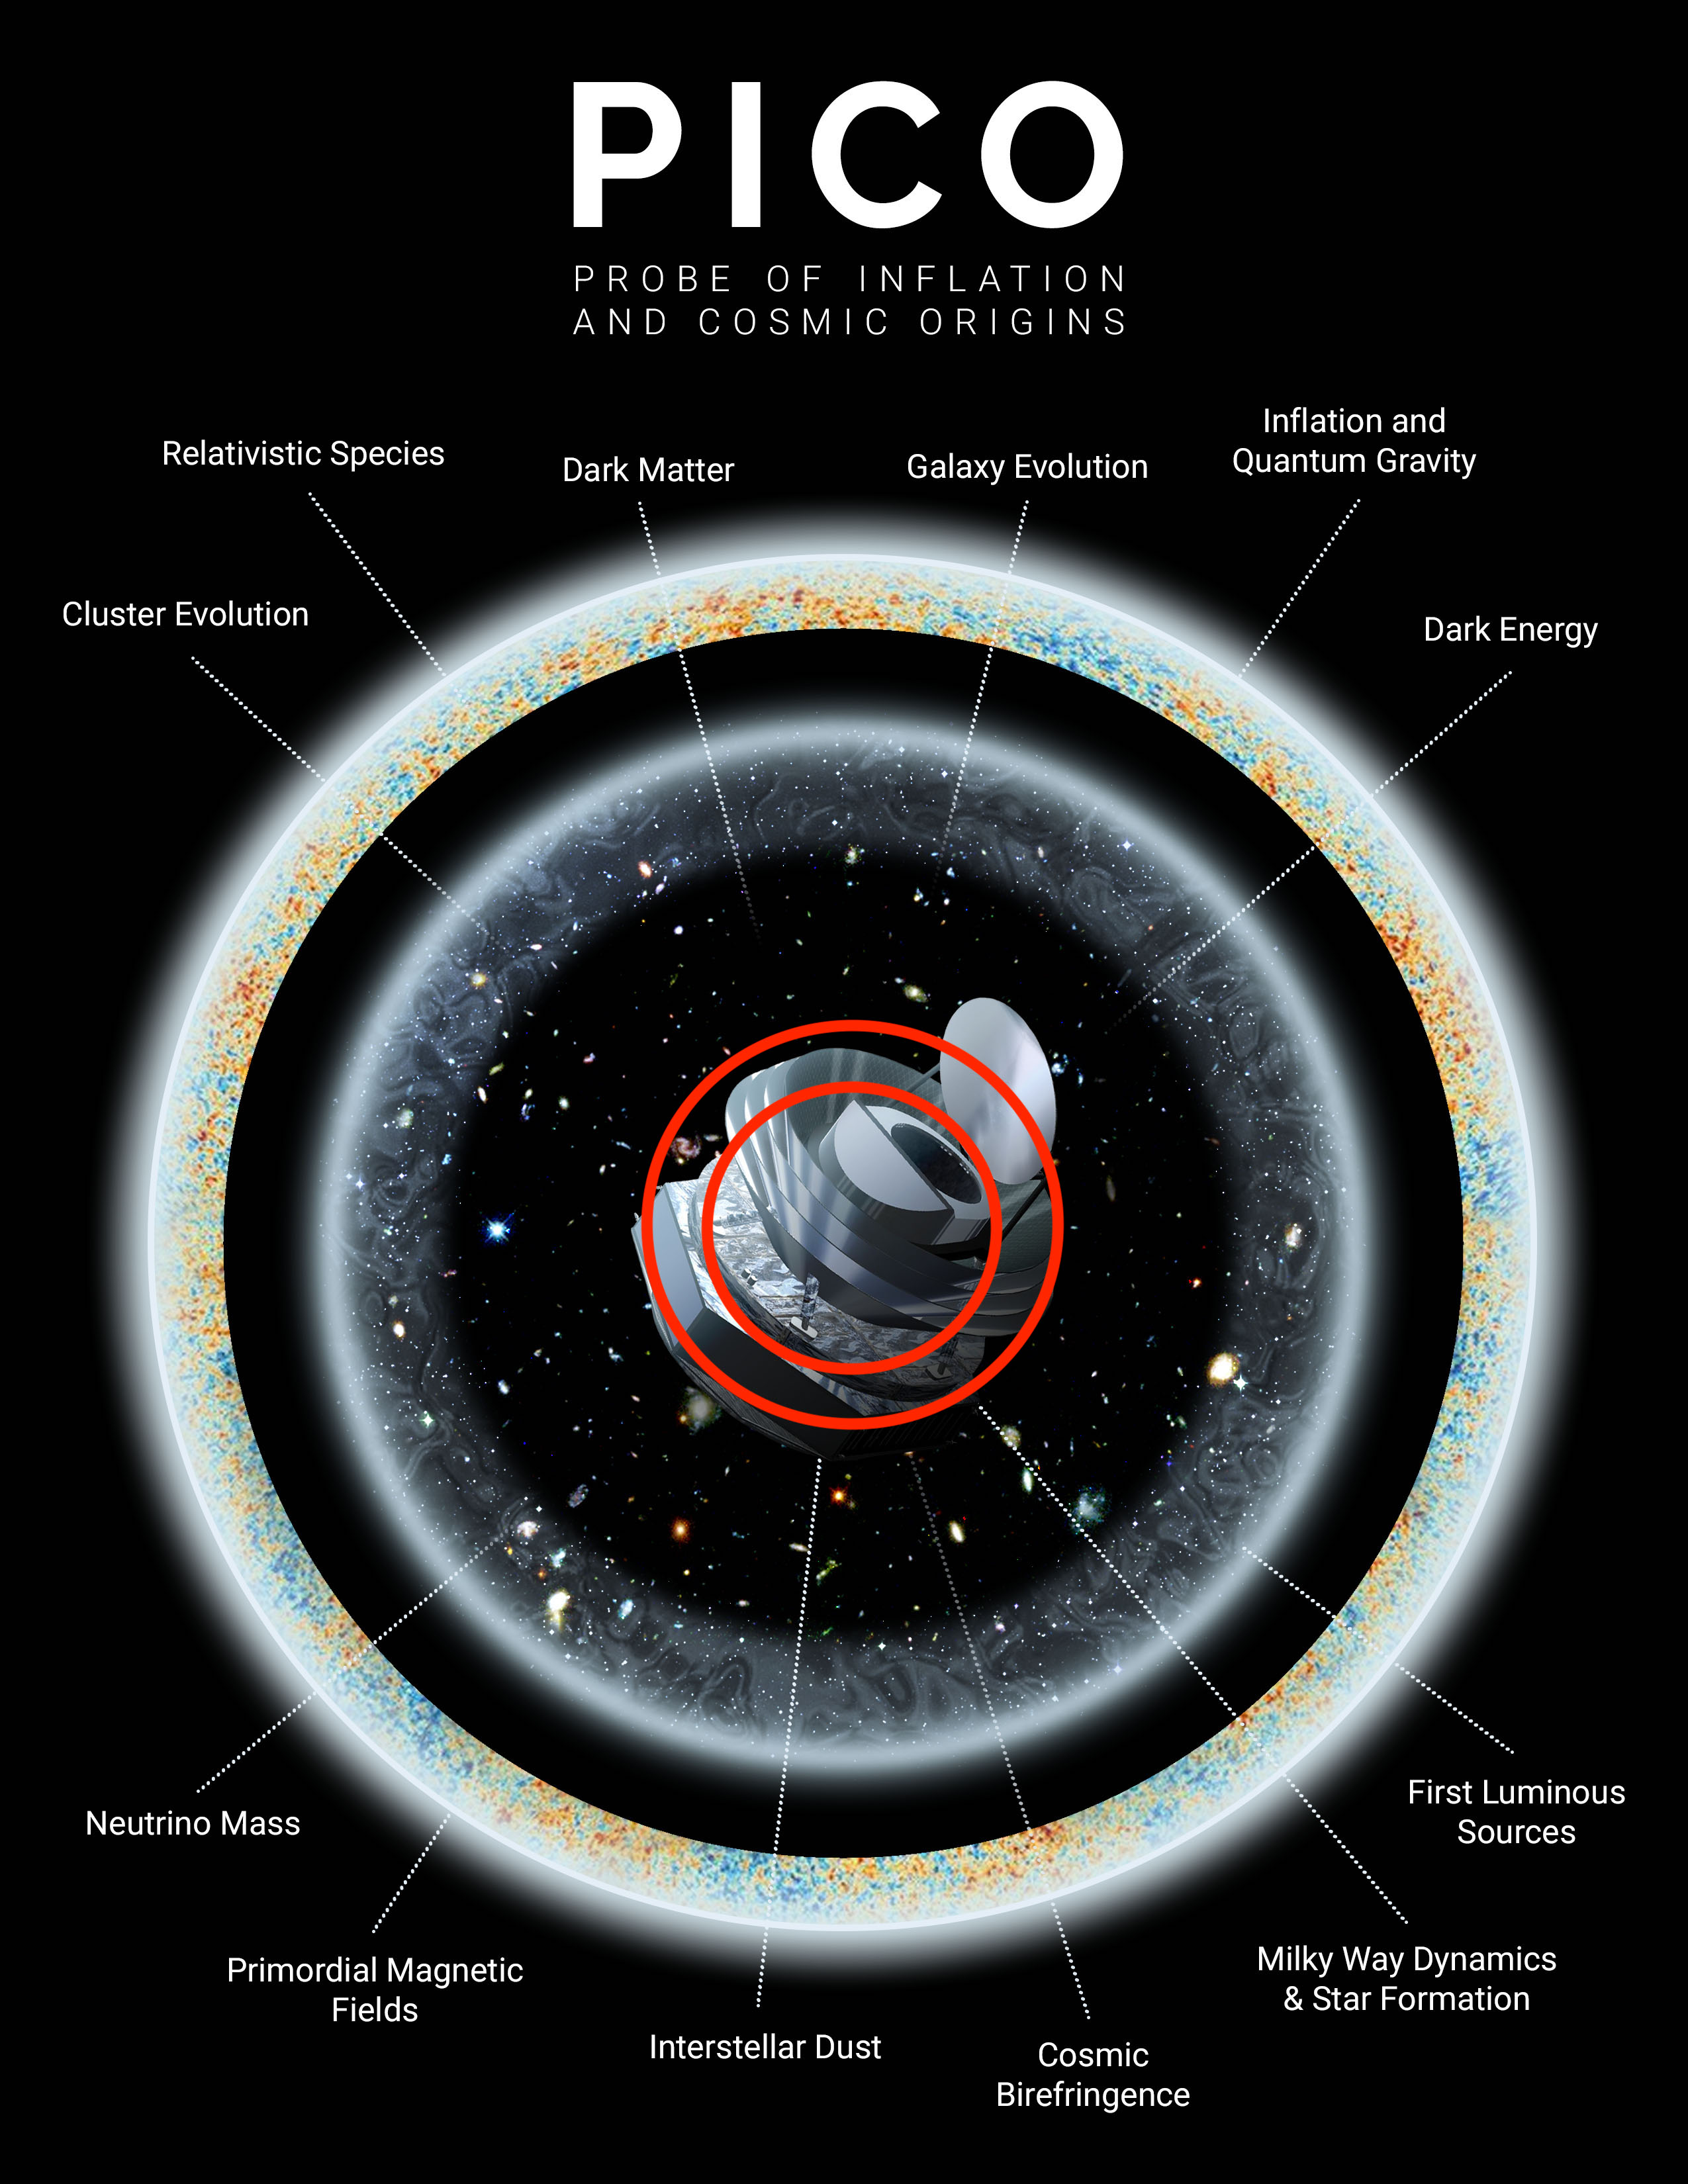 PICO
PROBE OF INFLATION
AND COSMIC ORIGINS
Relativistic Species
Dark Matter
Galaxy Evolution
Inflation and
Quantum Gravity
Cluster Evolution
Dark Energy
Neutrino Mass
First Luminous
Sources
Primordial Magnetic
Fields
Milky Way Dynamics
& Star Formation
Interstellar Dust
Cosmic
Birefringence